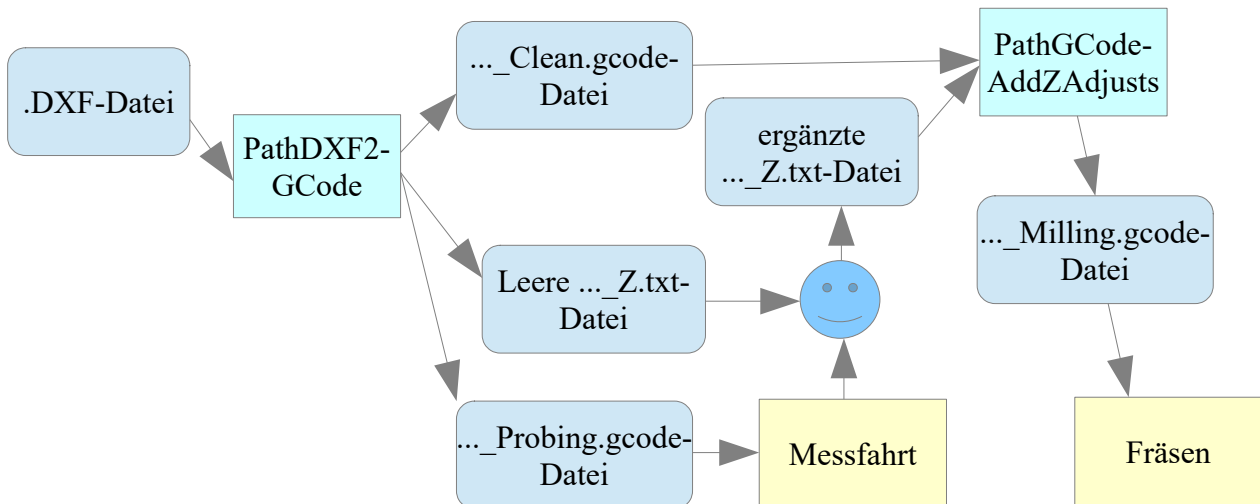 .DXF-Datei
PathDXF2-
GCode
..._Clean.gcode-
Datei
Leere ..._Z.txt-
Datei
..._Probing.gcode-
Datei
ergänzte
..._Z.txt-Datei
Messfahrt
PathGCode-
AddZAdjusts
..._Milling.gcode-
Datei
Fräsen